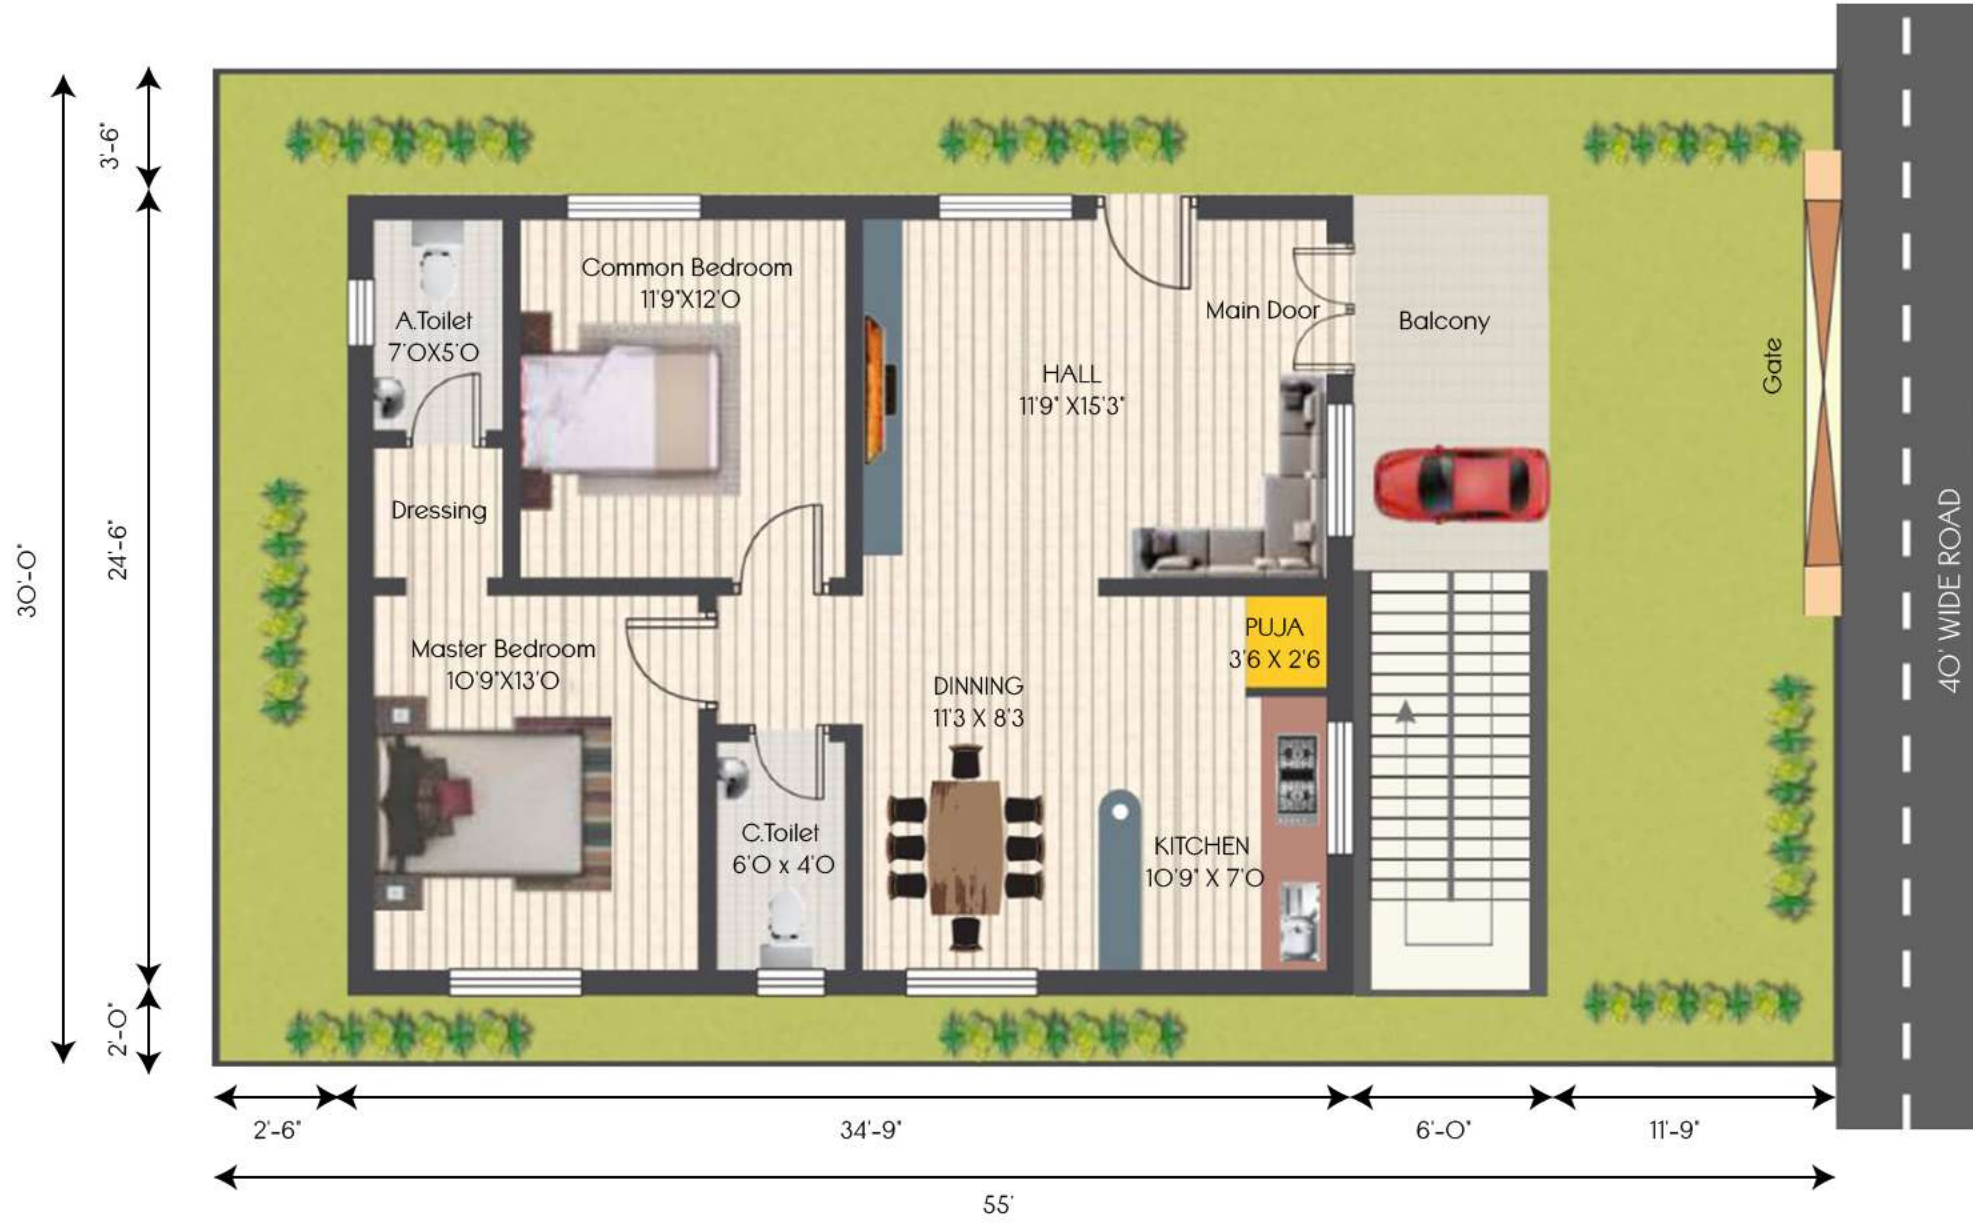 3'-6"
30'-0"
24'-6"
2'-0"
Common Bedroom
11'9"X12'0
A.Toilet
7'0X5'0
Dressing
HALL
11'9" X15'3"
Main Door
Balcony
Gate
40' WIDE ROAD
Master Bedroom
10'9"X13'0
DINNING
11'3 X 8'3
PUJA
3'6 X 2'6
C.Toilet
6'0 x 4'0
KITCHEN
10'9" X 7'0
2'-6"
34'-9"
6'-0"
11'-9"
55'